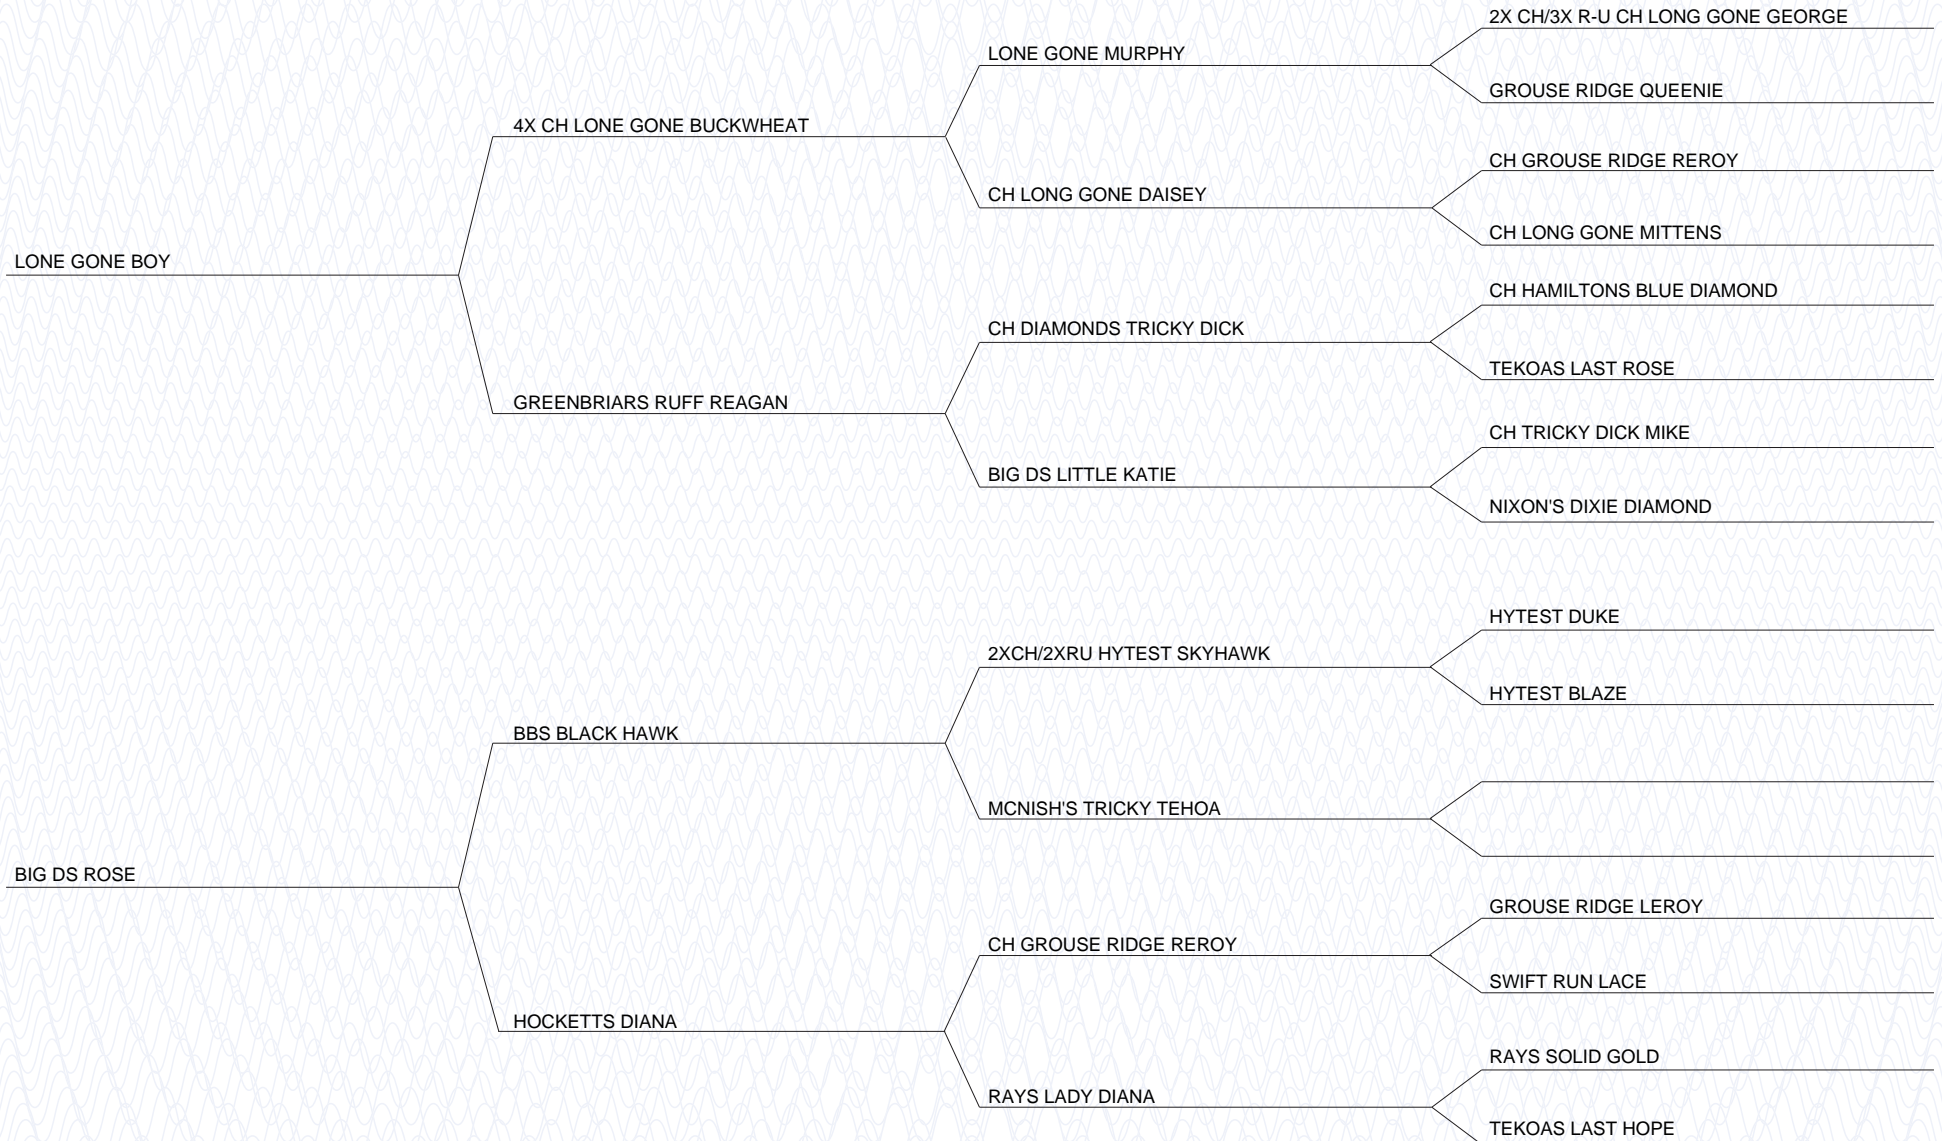 2X CH/3X R-U CH LONG GONE GEORGE
LONE GONE MURPHY
GROUSE RIDGE QUEENIE
4X CH LONE GONE BUCKWHEAT
CH GROUSE RIDGE REROY
CH LONG GONE DAISEY
CH LONG GONE MITTENS
LONE GONE BOY
CH HAMILTONS BLUE DIAMOND
CH DIAMONDS TRICKY DICK
TEKOAS LAST ROSE
GREENBRIARS RUFF REAGAN
CH TRICKY DICK MIKE
BIG DS LITTLE KATIE
NIXON'S DIXIE DIAMOND
HYTEST DUKE
2XCH/2XRU HYTEST SKYHAWK
HYTEST BLAZE
BBS BLACK HAWK
MCNISH'S TRICKY TEHOA
BIG DS ROSE
GROUSE RIDGE LEROY
CH GROUSE RIDGE REROY
SWIFT RUN LACE
HOCKETTS DIANA
RAYS SOLID GOLD
RAYS LADY DIANA
TEKOAS LAST HOPE